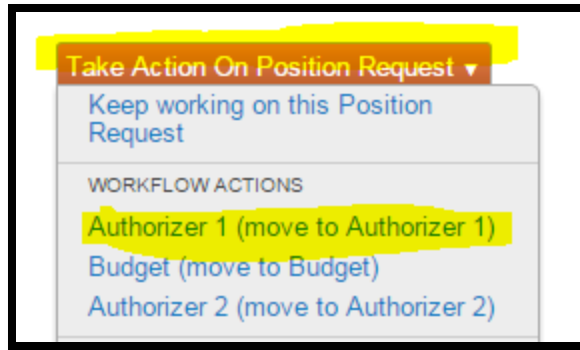 Take Action On Position Request ▼
Keep working on this Position
Request
WORKFLOW ACTIONS
Authorizer 1 (move to Authorizer 1)
Budget (move to Budget)
Authorizer 2 (move to Authorizer 2)